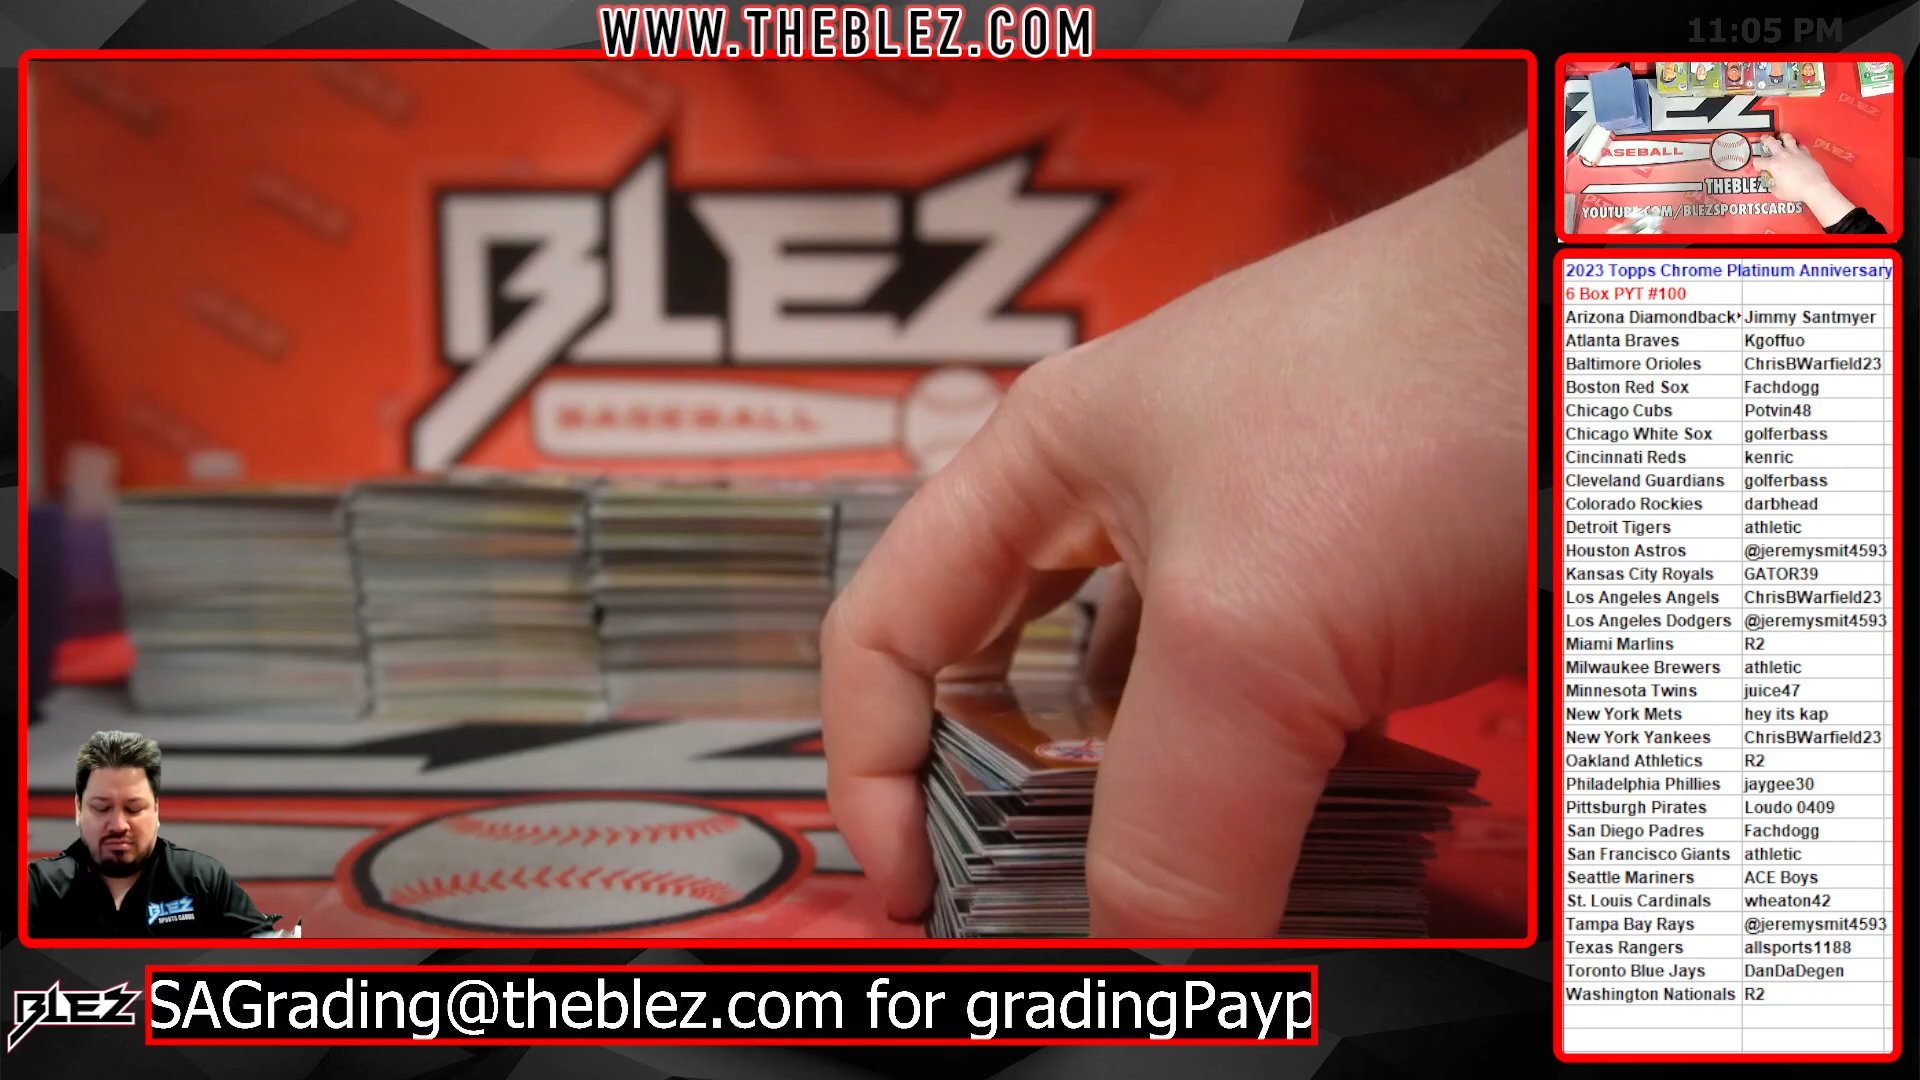 WWW.THEBLEZ.COM
11:05 PM
BLEZ
BASEBALL
ASEBALL
THEBLEZ
BLEZ
BLEZ
2023 Topps Chrome Platinum Anniversary
6 Box PYT #100
Arizona Diamondback Jimmy Santmyer
Atlanta Braves Kgoffuo
Baltimore Orioles ChrisBWarfield23
Boston Red Sox Fachdogg
Chicago Cubs Potvin48
Chicago White Sox golferbass
Cincinnati Reds kenric
Cleveland Guardians golferbass
Colorado Rockies darbhead
Detroit Tigers athletic
Houston Astros @jeremysmit4593
Kansas City Royals GATOR39
Los Angeles Angels ChrisBWarfield23
Los Angeles Dodgers @jeremysmit4593
Miami Marlins R2
Milwaukee Brewers athletic
Minnesota Twins juice47
New York Mets hey its kap
New York Yankees ChrisBWarfield23
Oakland Athletics R2
Philadelphia Phillies jaygee30
Pittsburgh Pirates Loudo 0409
San Diego Padres Fachdogg
San Francisco Giants athletic
Seattle Mariners ACE Boys
St. Louis Cardinals wheaton42
Tampa Bay Rays @jeremysmit4593
Texas Rangers allsports1188
Toronto Blue Jays DanDaDegen
Washington Nationals R2
BLEZ
SPORTS CARDS
BLEZ
SAGrading@theblez.com for gradingPayp